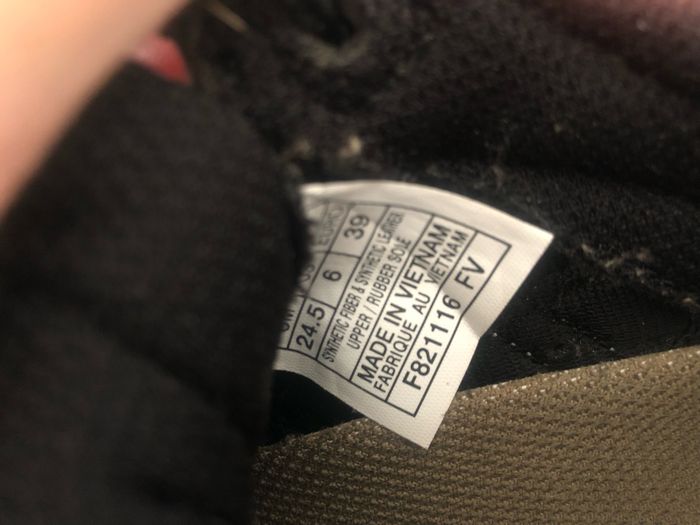 EURO
24.5 6 39
SYNTHETIC FIBER & SYNTHETIC LEATHER
UPPER / RUBBER SOLE
MADE IN VIETNAM
FABRIQUE AU VIETNAM
F821116 FV